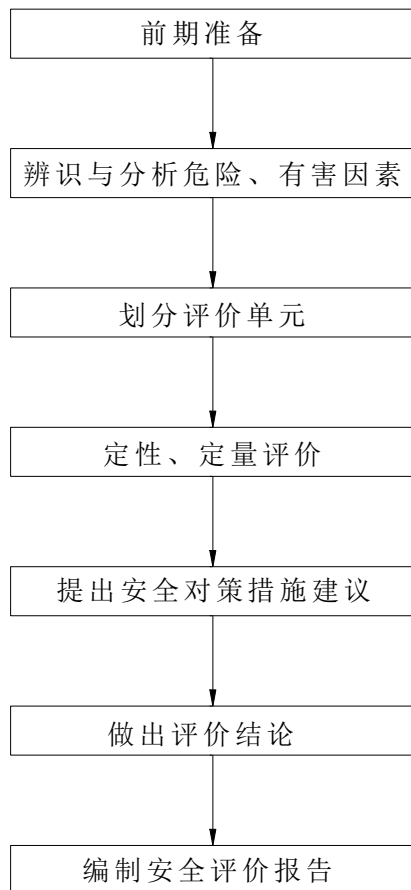 前期准备
辨识与分析危险、有害因素
划分评价单元
定性、定量评价
提出安全对策措施建议
做出评价结论
编制安全评价报告